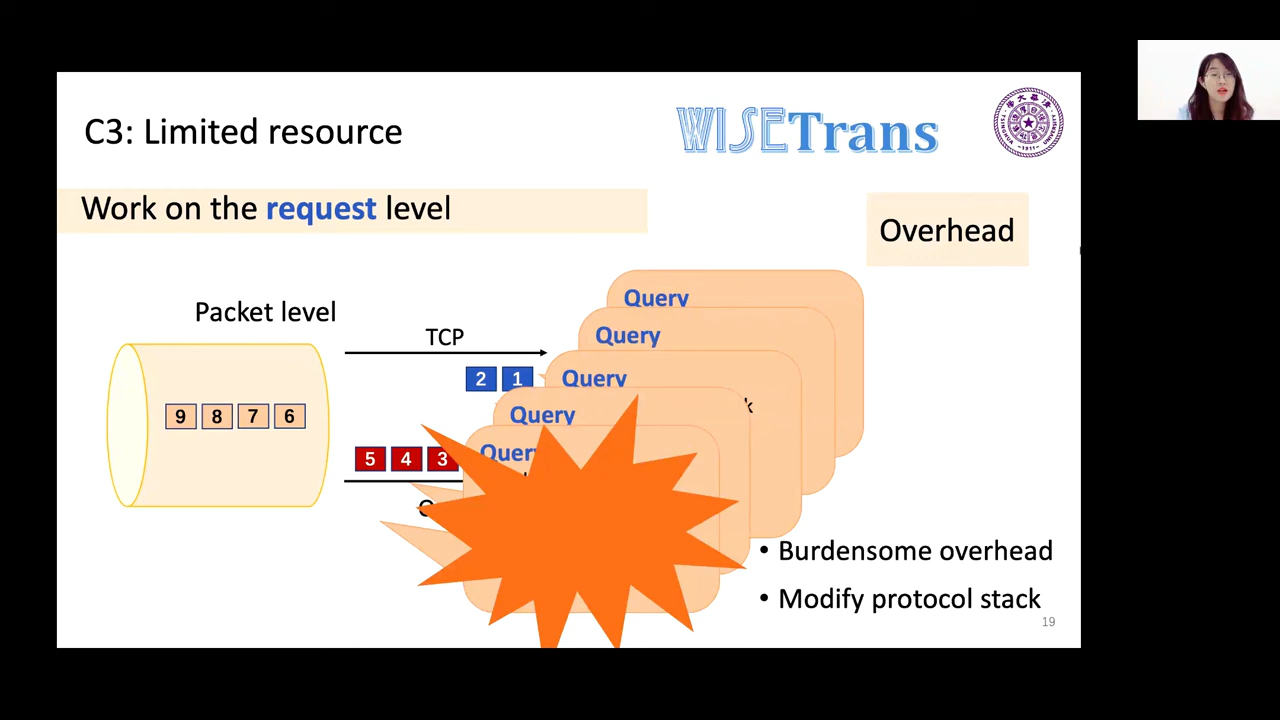 C3: Limited resource
WISETrans
Work on the request level
Overhead
Packet level
TCP
Query
Query
Query
Query
2 1
9 8 7 6
5 4 3
k
• Burdensome overhead
• Modify protocol stack
19